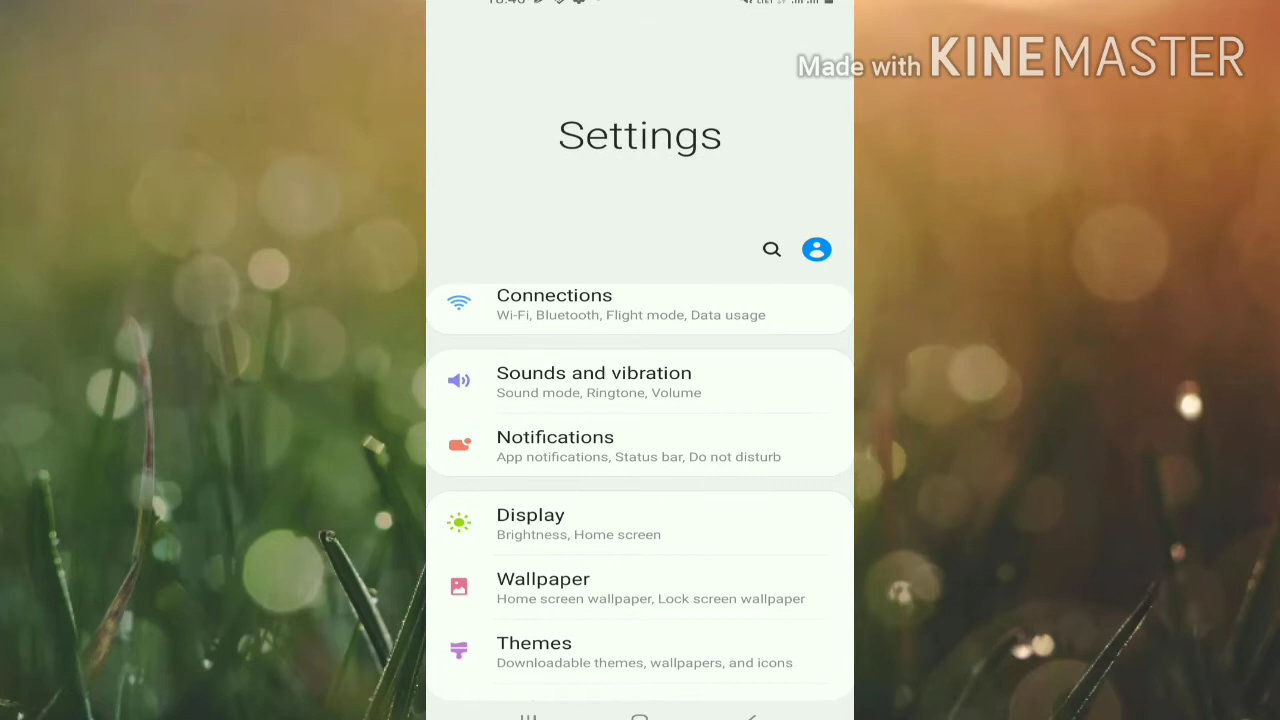 Made with KINEMASTER
Settings
Connections
Wi-Fi, Bluetooth, Flight mode, Data usage
Sounds and vibration
Sound mode, Ringtone, Volume
Notifications
App notifications, Status bar, Do not disturb
Display
Brightness, Home screen
Wallpaper
Home screen wallpaper, Lock screen wallpaper
Themes
Downloadable themes, wallpapers, and icons